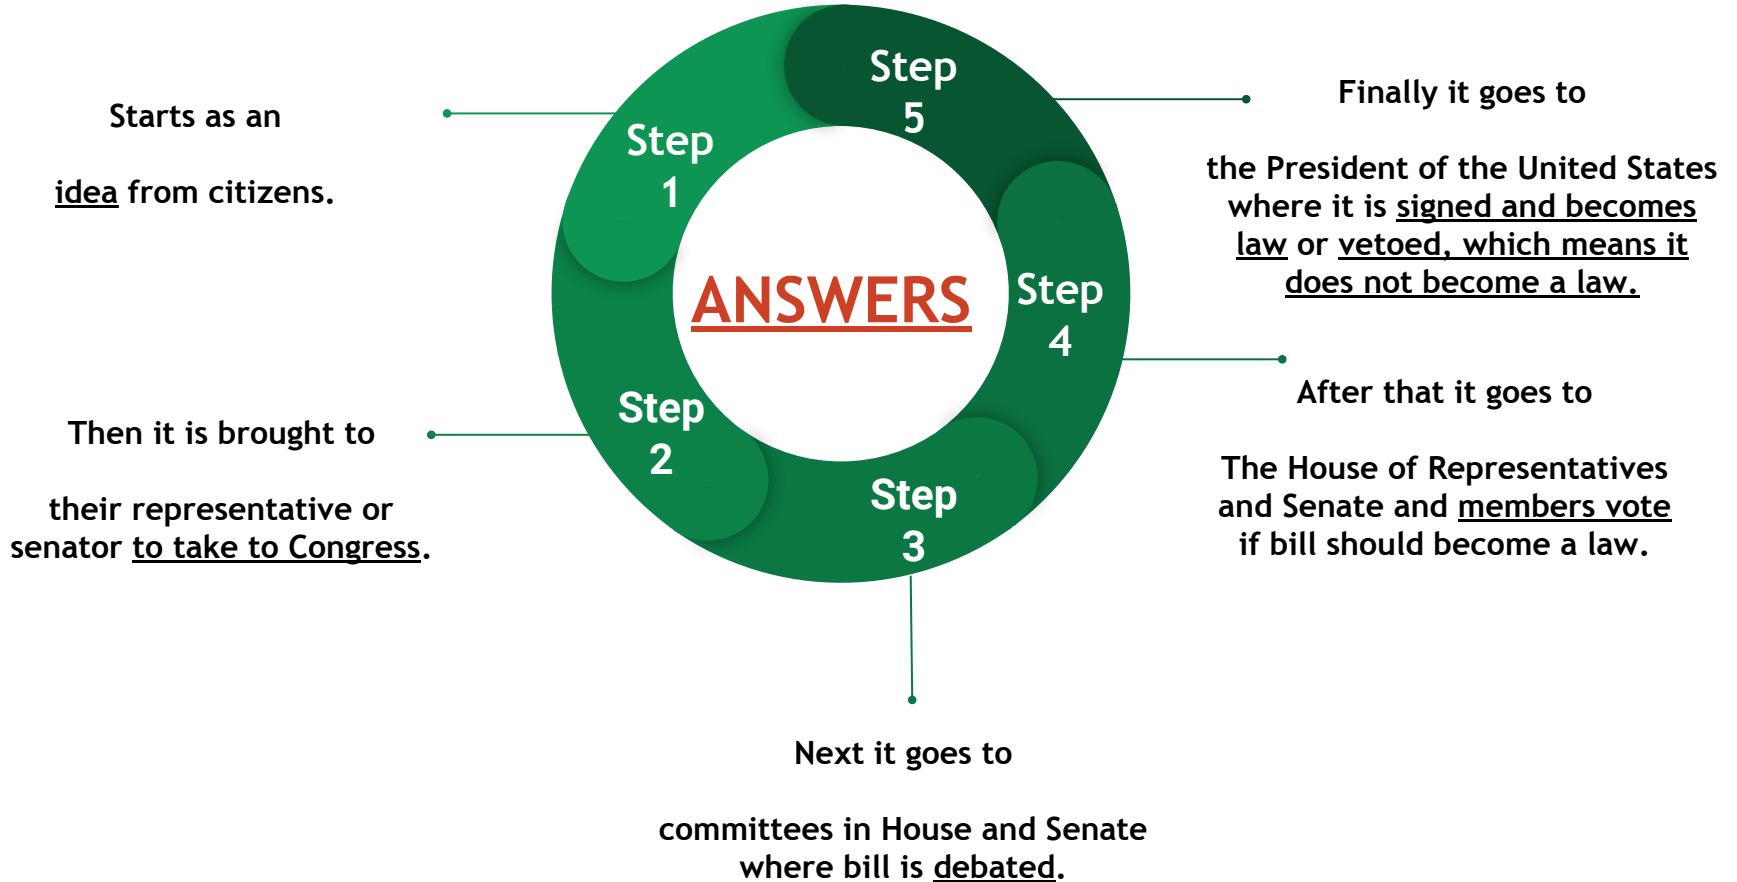 Step
1
Starts as an
idea from citizens.
Step
2
Then it is brought to
their representative or
senator to take to Congress.
Step
3
Next it goes to
committees in House and Senate
where bill is debated.
Step
4
After that it goes to
The House of Representatives
and Senate and members vote
if bill should become a law.
Step
5
Finally it goes to
the President of the United States
where it is signed and becomes
law or vetoed, which means it
does not become a law.
ANSWERS